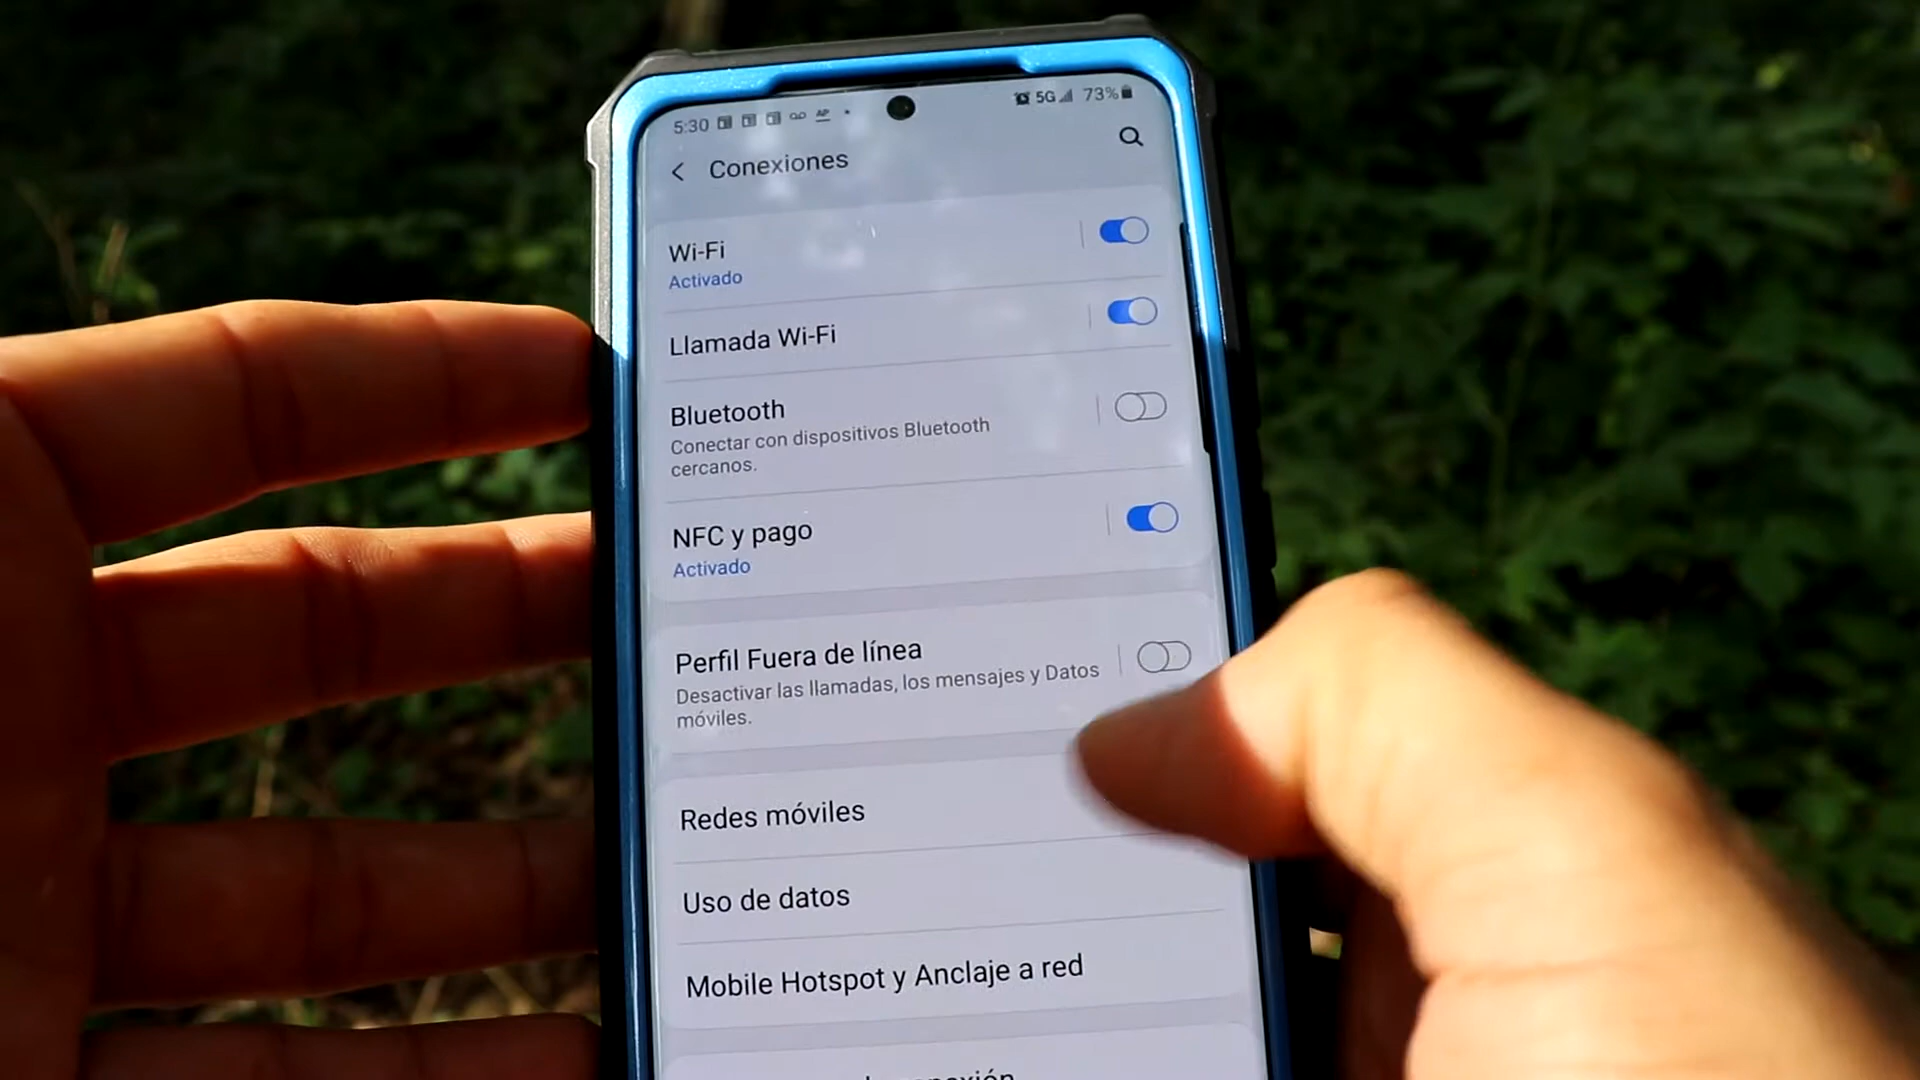 5:30 5G 73%
Conexiones
Wi-Fi
Activado
Llamada Wi-Fi
Bluetooth
Conectar con dispositivos Bluetooth
cercanos.
NFC y pago
Activado
Perfil Fuera de línea
Desactivar las llamadas, los mensajes y Datos
móviles.
Redes móviles
Uso de datos
Mobile Hotspot y Anclaje a red